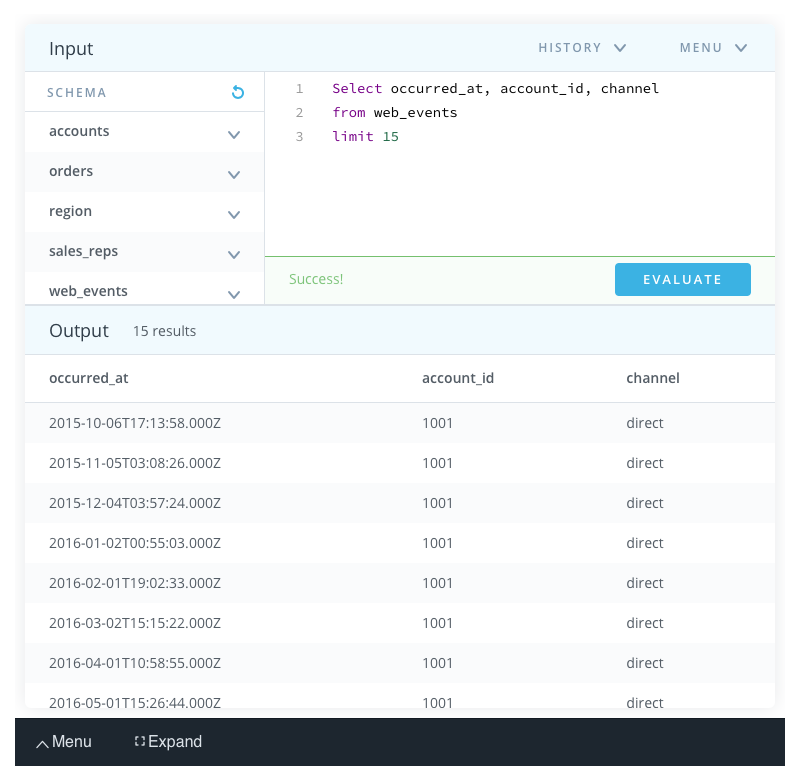 Input HISTORY MENU
SCHEMA
accounts
orders
region
sales_reps
web_events
1 Select occurred_at, account_id, channel
2 from web_events
3 limit 15
Success! EVALUATE
Output 15 results
occurred_at account_id channel
2015-10-06T17:13:58.000Z 1001 direct
2015-11-05T03:08:26.000Z 1001 direct
2015-12-04T03:57:24.000Z 1001 direct
2016-01-02T00:55:03.000Z 1001 direct
2016-02-01T19:02:33.000Z 1001 direct
2016-03-02T15:15:22.000Z 1001 direct
2016-04-01T10:58:55.000Z 1001 direct
2016-05-01T15:26:44.000Z 1001 direct
Menu Expand